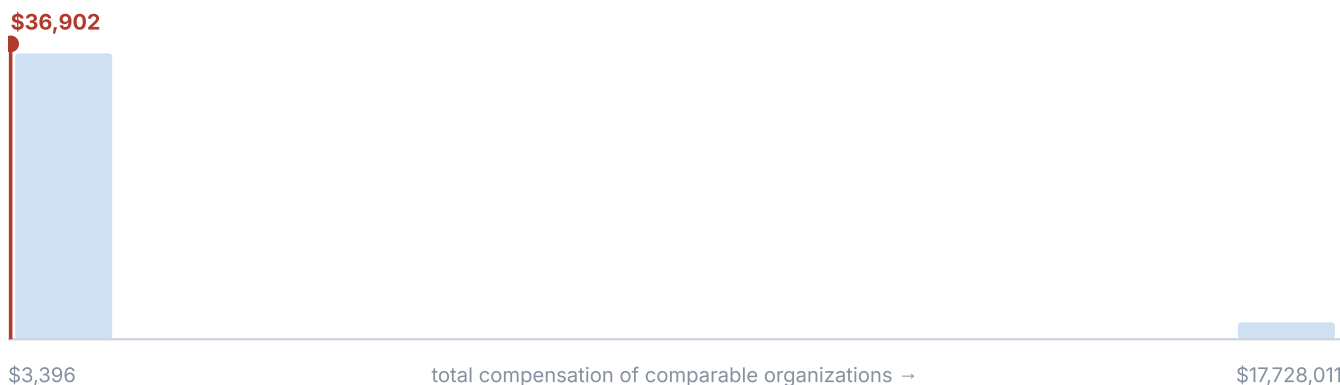 $36,902
$3,396 total compensation of comparable organizations → $17,728,011